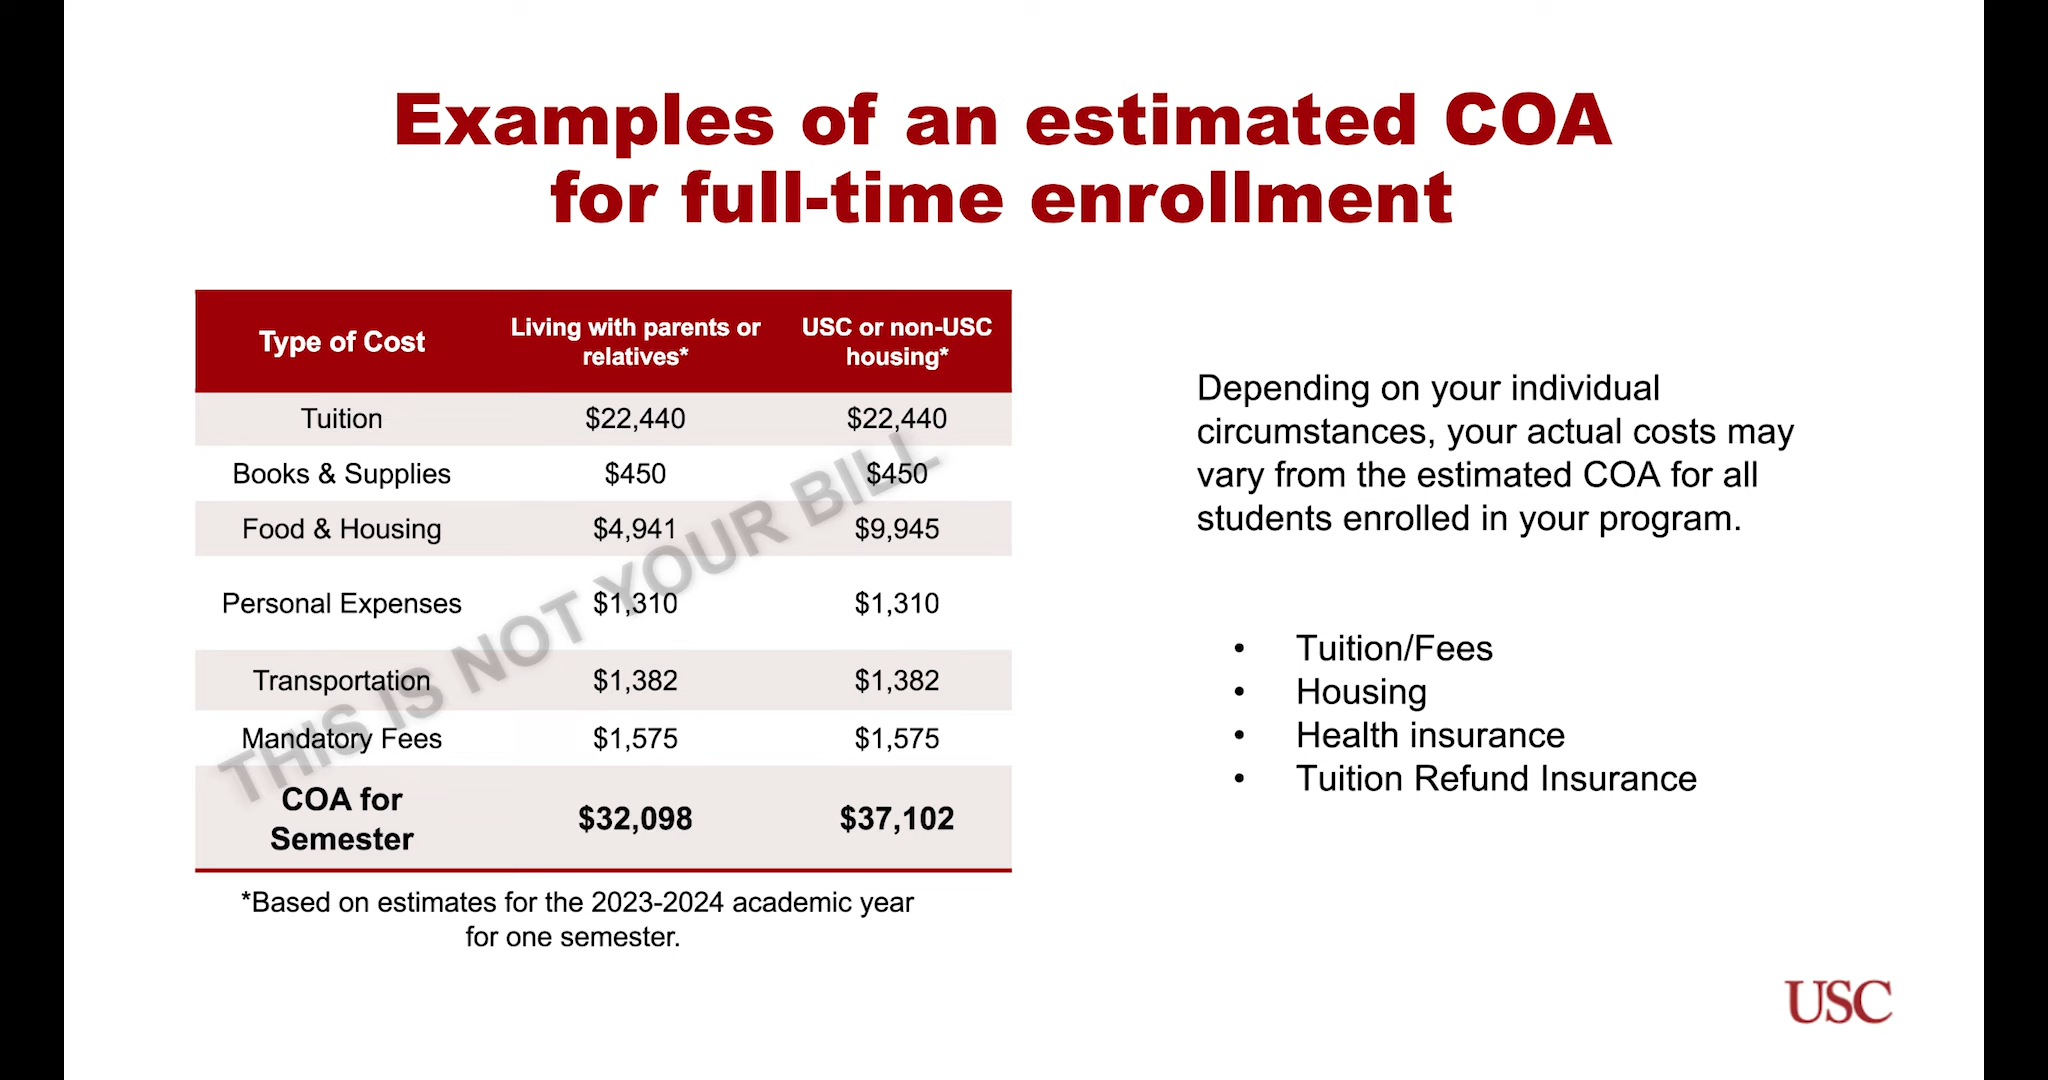 Examples of an estimated COA
for full-time enrollment
Type of Cost
Living with parents or
relatives*
USC or non-USC
housing*
Tuition $22,440 $22,440
Books & Supplies $450 $450
Food & Housing $4,941 $9,945
Personal Expenses $1,310 $1,310
Transportation $1,382 $1,382
Mandatory Fees $1,575 $1,575
COA for
Semester
$32,098 $37,102
THIS IS NOT YOUR BILL
*Based on estimates for the 2023-2024 academic year
for one semester.
Depending on your individual
circumstances, your actual costs may
vary from the estimated COA for all
students enrolled in your program.
• Tuition/Fees
• Housing
• Health insurance
• Tuition Refund Insurance
USC